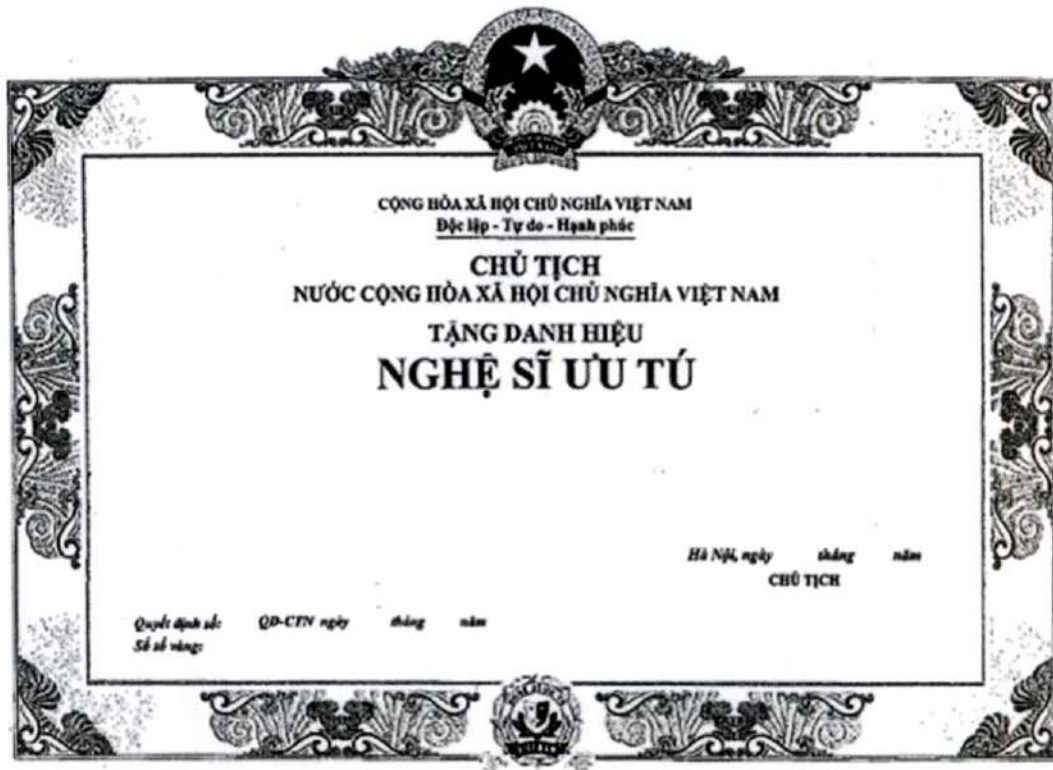 CỘNG HÒA XÃ HỘI CHỦ NGHĨA VIỆT NAM
Độc lập - Tự do - Hạnh phúc
CHỦ TỊCH
NƯỚC CỘNG HÒA XÃ HỘI CHỦ NGHĨA VIỆT NAM
TẶNG DANH HIỆU
NGHỆ SĨ ƯU TÚ
Hà Nội, ngày tháng năm
CHỦ TỊCH
Quyết định số: QĐ-CTN ngày tháng năm
Số sổ vàng: